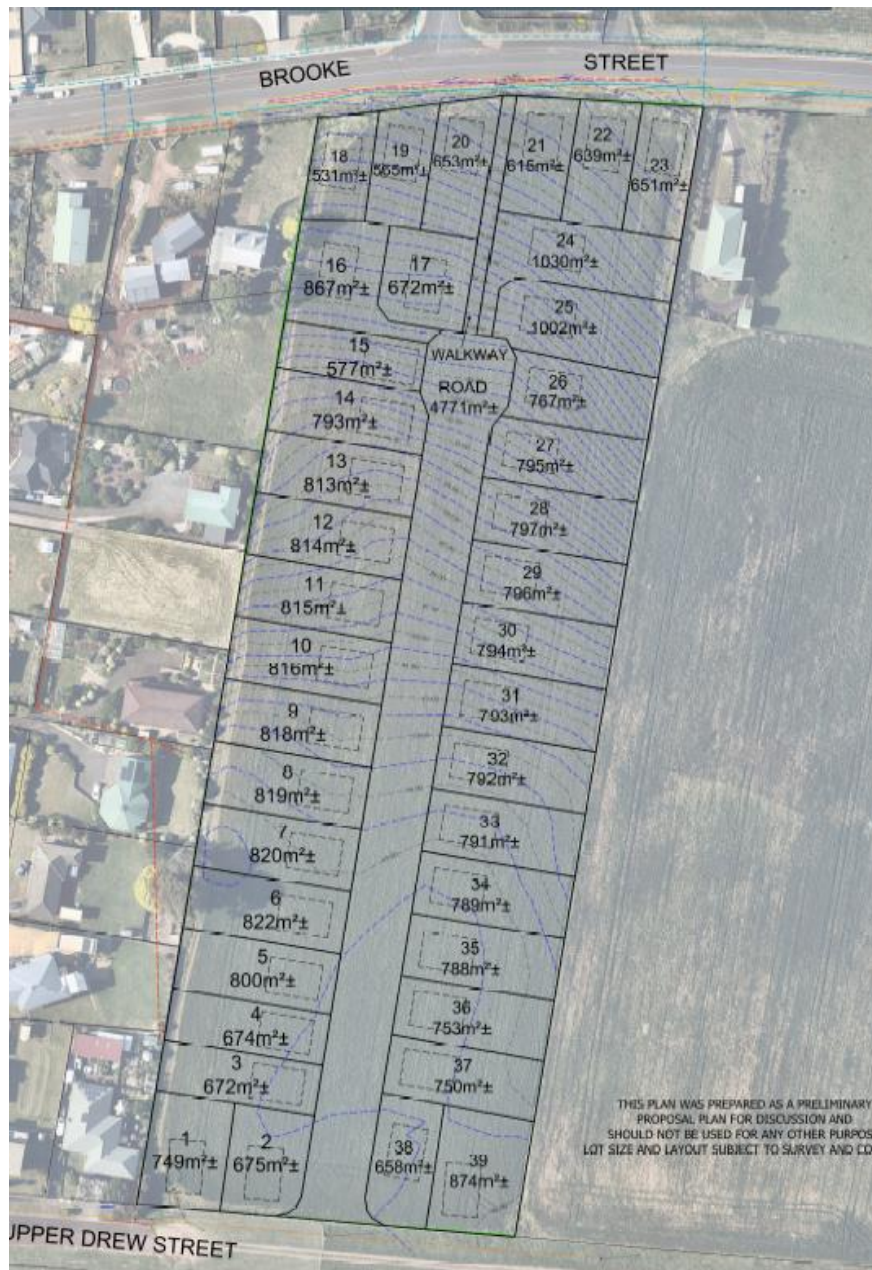 BROOKE STREET
18
531m²±
19
565m²±
20
653m²±
21
615m²±
22
639m²±
23
651m²±
24
1030m²±
16
867m²±
17
672m²±
25
1002m²±
15
577m²±
WALKWAY
ROAD
4771m²±
26
767m²±
14
793m²±
27
795m²±
13
813m²±
28
797m²±
12
814m²±
29
796m²±
11
815m²±
30
794m²±
10
816m²±
31
793m²±
9
818m²±
32
792m²±
8
819m²±
33
791m²±
7
820m²±
34
789m²±
6
822m²±
35
788m²±
5
800m²±
36
753m²±
4
674m²±
37
750m²±
3
672m²±
THIS PLAN WAS PREPARED AS A PRELIMINARY
PROPOSAL PLAN FOR DISCUSSION AND
SHOULD NOT BE USED FOR ANY OTHER PURPOS
LOT SIZE AND LAYOUT SUBJECT TO SURVEY AND CO
1
749m²±
2
675m²±
38
658m²±
39
874m²±
UPPER DREW STREET